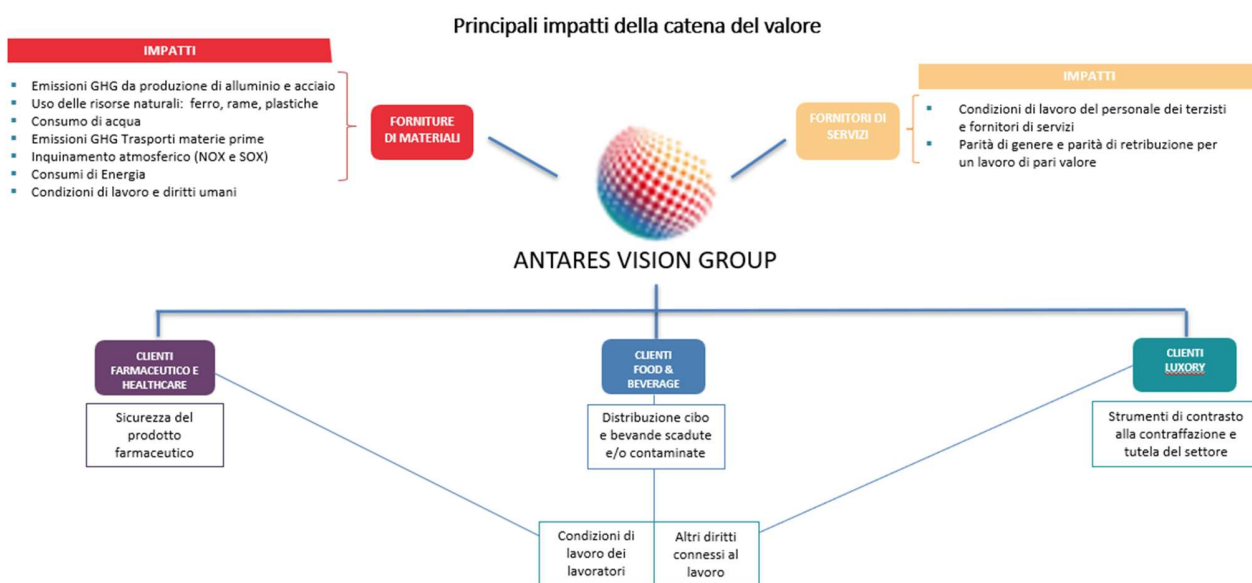 Principali impatti della catena del valore
IMPATTI
Emissioni GHG da produzione di alluminio e acciaio
Uso delle risorse naturali: ferro, rame, plastiche
Consumo di acqua
Emissioni GHG Trasporti materie prime
Inquinamento atmosferico (NOX e SOX)
Consumi di Energia
Condizioni di lavoro e diritti umani
FORNITURE
DI MATERIALI
FORNITORI DI
SERVIZI
IMPATTI
Condizioni di lavoro del personale dei terzisti
e fornitori di servizi
Parità di genere e parità di retribuzione per
un lavoro di pari valore
ANTARES VISION GROUP
CLIENTI
FARMACEUTICO E
HEALTHCARE
Sicurezza del
prodotto
farmaceutico
CLIENTI
FOOD &
BEVERAGE
Distribuzione cibo
e bevande scadute
e/o contaminate
CLIENTI
LUXORY
Strumenti di contrasto
alla contraffazione e
tutela del settore
Condizioni di
lavoro dei
lavoratori
Altri diritti
connessi al
lavoro